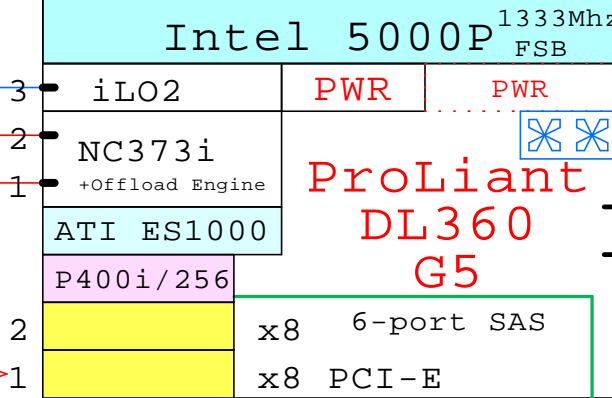 Intel 5000P 1333Mhz FSB
3 iLO2 PWR PWR
2 NC373i
1 +Offload Engine
ProLiant
DL360
G5
ATI ES1000
P400i/256
2 x8 6-port SAS
1 x8 PCI-E